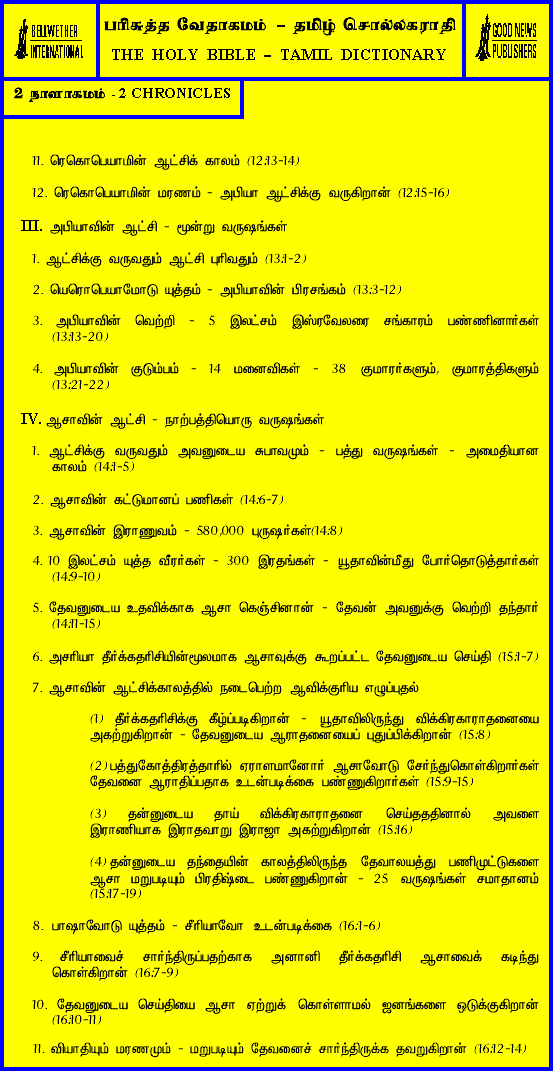 BELLWETHER
INTERNATIONAL
பரிசுத்த வேதாகமம் – தமிழ் சொல்லகராதி
THE HOLY BIBLE – TAMIL DICTIONARY
GOOD NEWS
PUBLISHERS
2 நாளாகமம் - 2 CHRONICLES
11. ரெகொபெயாமின் ஆட்சிக் காலம் (12:13-14)
12. ரெகொபெயாமின் மரணம் - அபியா ஆட்சிக்கு வருகிறான் (12:15-16)
III. அபியாவின் ஆட்சி - மூன்று வருஷங்கள்
1. ஆட்சிக்கு வருவதும் ஆட்சி புரிவதும் (13:1-2)
2. யெரொபெயாமோடு யுத்தம் - அபியாவின் பிரசங்கம் (13:3-12)
3. அபியாவின் வெற்றி - 5 இலட்சம் இஸ்ரவேலரை சங்காரம் பண்ணினார்கள்
(13:13-20)
4. அபியாவின் குடும்பம் - 14 மனைவிகள் - 38 குமாரர்களும், குமாரத்திகளும்
(13:21-22)
IV. ஆசாவின் ஆட்சி - நாற்பத்தியொரு வருஷங்கள்
1. ஆட்சிக்கு வருவதும் அவனுடைய சுபாவமும் - பத்து வருஷங்கள் - அமைதியான
காலம் (14:1-5)
2. ஆசாவின் கட்டுமானப் பணிகள் (14:6-7)
3. ஆசாவின் இராணுவம் - 580,000 புருஷர்கள்(14:8)
4. 10 இலட்சம் யுத்த வீரர்கள் - 300 இரதங்கள் - யூதாவின்மீது போர்தொடுத்தார்கள்
(14:9-10)
5. தேவனுடைய உதவிக்காக ஆசா கெஞ்சினான் - தேவன் அவனுக்கு வெற்றி தந்தார்
(14:11-15)
6. அசரியா தீர்க்கதரிசியின்மூலமாக ஆசாவுக்கு கூறப்பட்ட தேவனுடைய செய்தி (15:1-7)
7. ஆசாவின் ஆட்சிக்காலத்தில் நடைபெற்ற ஆவிக்குரிய எழுப்புதல்
(1) தீர்க்கதரிசிக்கு கீழ்ப்படிகிறான் - யூதாவிலிருந்து விக்கிரகாராதனையை
அகற்றுகிறான் - தேவனுடைய ஆராதனையைப் புதுப்பிக்கிறான் (15:8)
(2) பத்துகோத்திரத்தாரில் ஏராளமானோர் ஆசாவோடு சேர்ந்துகொள்கிறார்கள்
தேவனை ஆராதிப்பதாக உடன்படிக்கை பண்ணுகிறார்கள் (15:9-15)
(3) தன்னுடைய தாய் விக்கிரகாராதனை செய்ததினால் அவளை
இராணியாக இராதவாறு இராஜா அகற்றுகிறான் (15:16)
(4) தன்னுடைய தந்தையின் காலத்திலிருந்த தேவாலயத்து பணிமுட்டுகளை
ஆசா மறுபடியும் பிரதிஷ்டை பண்ணுகிறான் - 25 வருஷங்கள் சமாதானம்
(15:17-19)
8. பாஷாவோடு யுத்தம் - சீரியாவோ உடன்படிக்கை (16:1-6)
9. சீரியாவைச் சார்ந்திருப்பதற்காக அனானி தீர்க்கதரிசி ஆசாவைக் கடிந்து
கொள்கிறான் (16:7-9)
10. தேவனுடைய செய்தியை ஆசா ஏற்றுக் கொள்ளாமல் ஜனங்களை ஒடுக்குகிறான்
(16:10-11)
11. வியாதியும் மரணமும் - மறுபடியும் தேவனைச் சார்ந்திருக்க தவறுகிறான் (16:12-14)